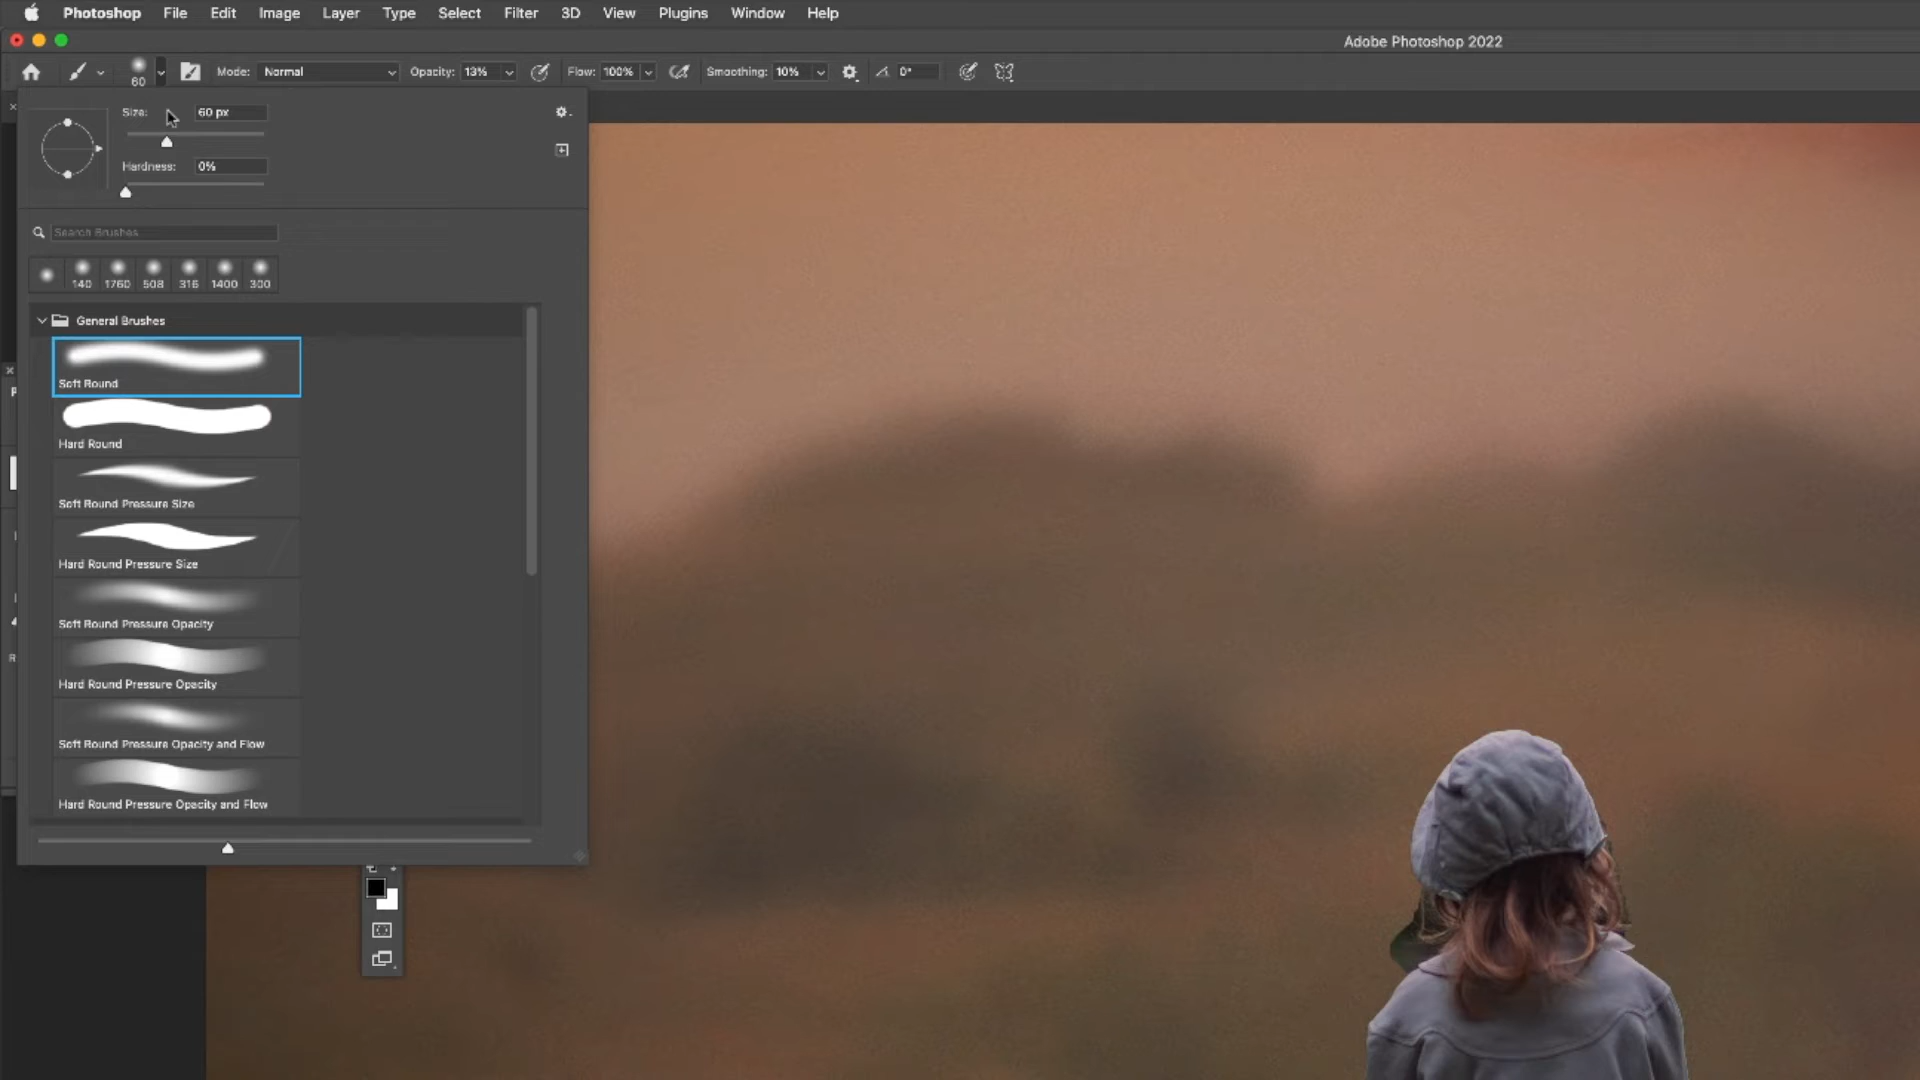 Photoshop File Edit Image Layer Type Select Filter 3D View Plugins Window Help
Adobe Photoshop 2022
60 Mode: Normal Opacity: 13% Flow: 100% Smoothing: 10% 0°
Size: 60 px
Hardness: 0%
Search Brushes
140 1760 508 316 1400 300
General Brushes
Soft Round
Hard Round
Soft Round Pressure Size
Hard Round Pressure Size
Soft Round Pressure Opacity
Hard Round Pressure Opacity
Soft Round Pressure Opacity and Flow
Hard Round Pressure Opacity and Flow